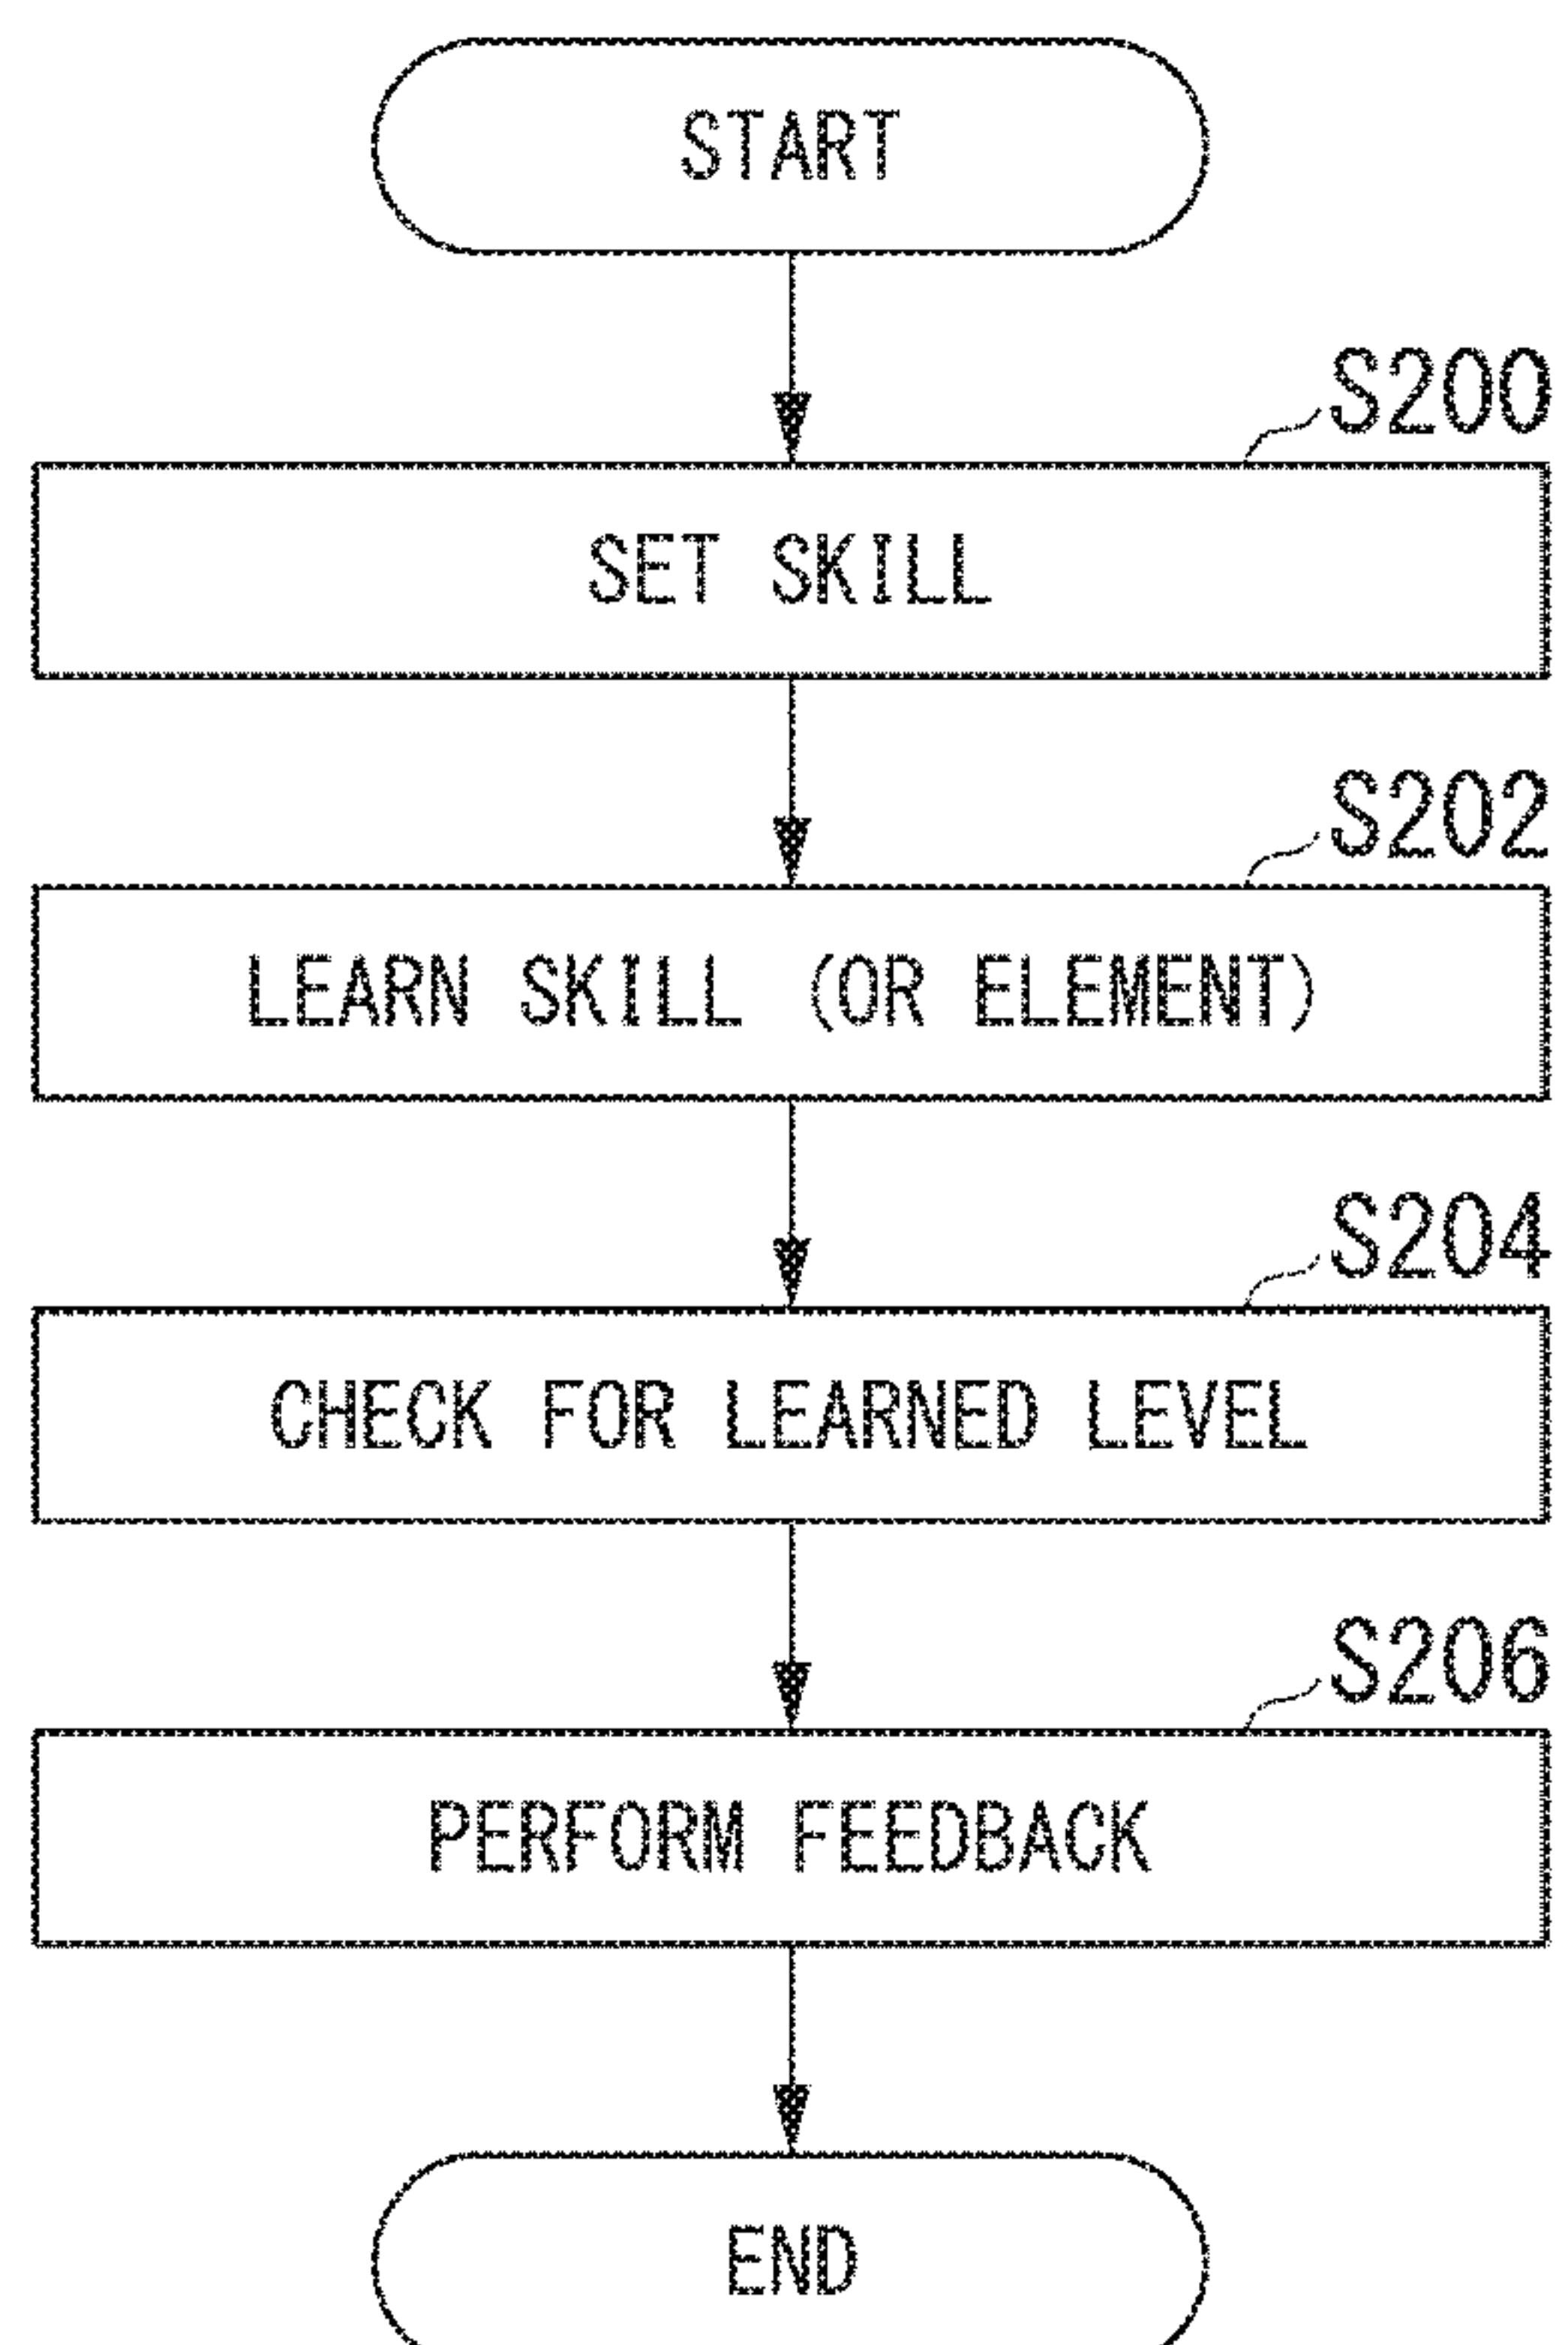 START
S200
SET SKILL
S202
LEARN SKILL (OR ELEMENT)
S204
CHECK FOR LEARNED LEVEL
S206
PERFORM FEEDBACK
END